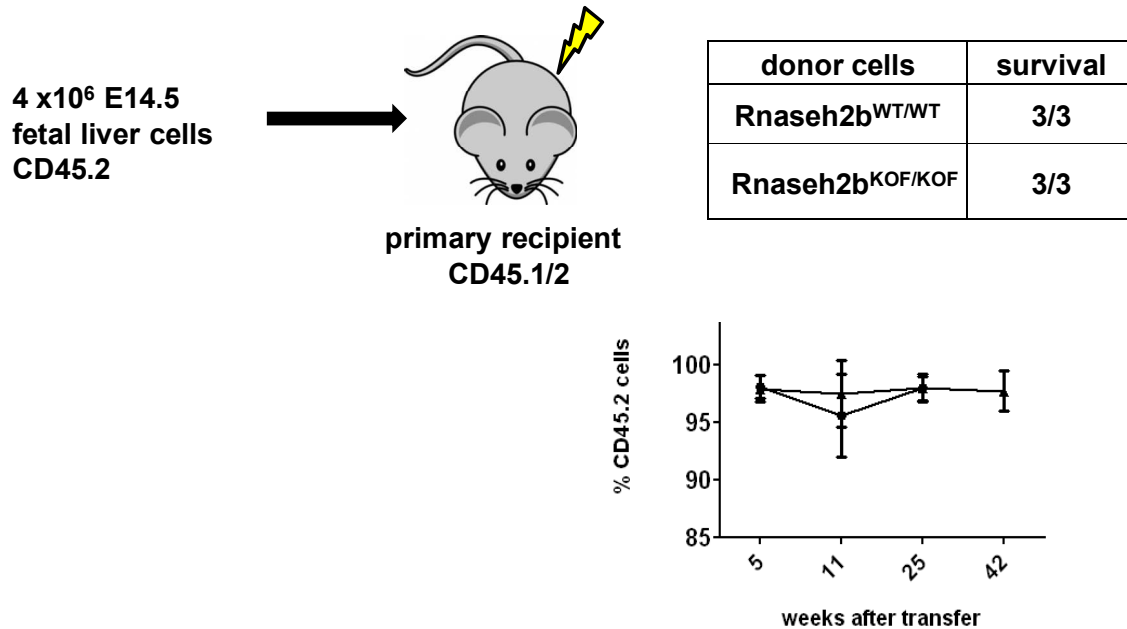 4 x10⁶ E14.5
fetal liver cells
CD45.2
primary recipient
CD45.1/2
donor cells survival
Rnaseh2bWT/WT 3/3
Rnaseh2bKOF/KOF 3/3
% CD45.2 cells
100
95
90
85
5 11 25 42
weeks after transfer